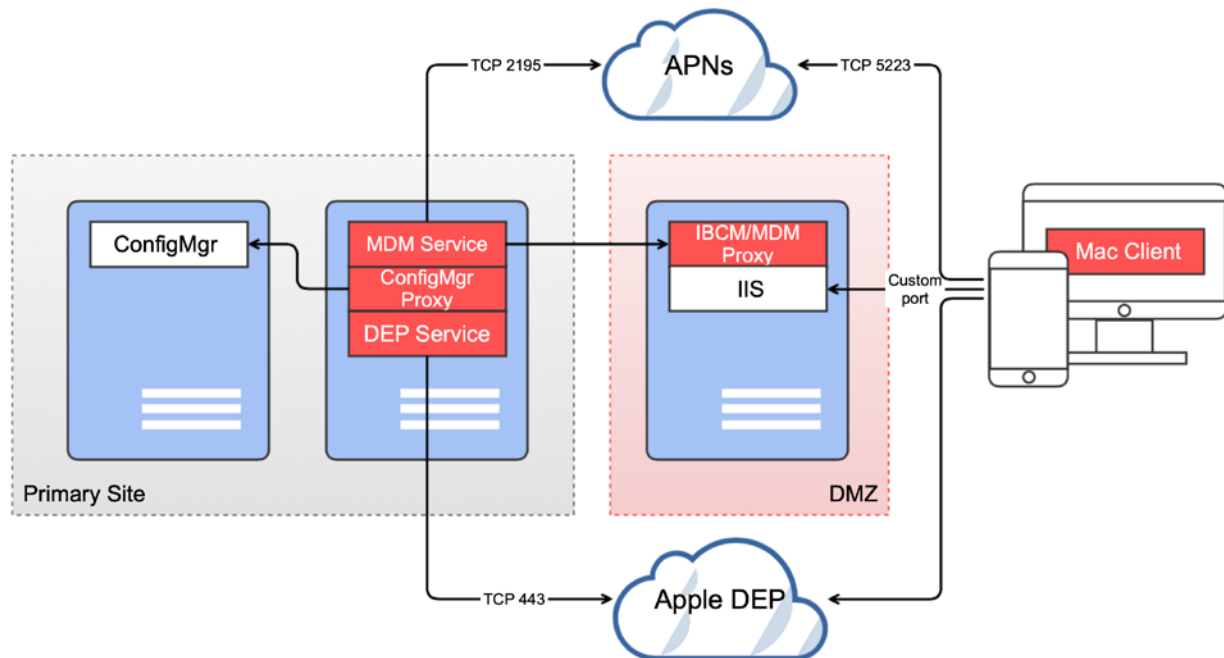 APNs
TCP 2195
TCP 5223
ConfigMgr
MDM Service
ConfigMgr
Proxy
DEP Service
IBCM/MDM
Proxy
IIS
Custom
port
Mac Client
Primary Site
DMZ
TCP 443
Apple DEP